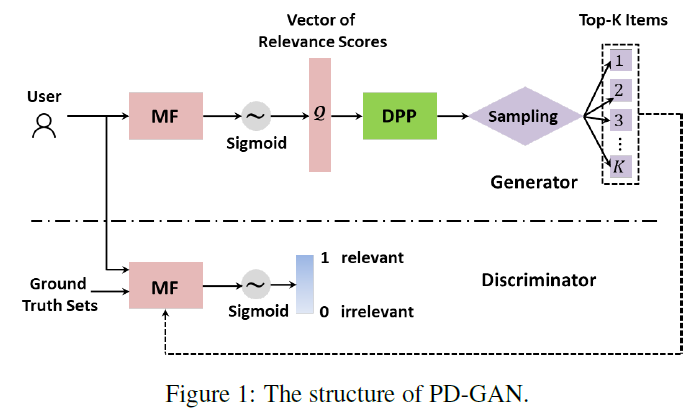 Vector of
Relevance Scores
Top-K Items
User
MF
Sigmoid
Q
DPP
Sampling
1
2
3
⋮
K
Generator
Ground
Truth Sets
MF
Sigmoid
1 relevant
0 irrelevant
Discriminator
Figure 1: The structure of PD-GAN.